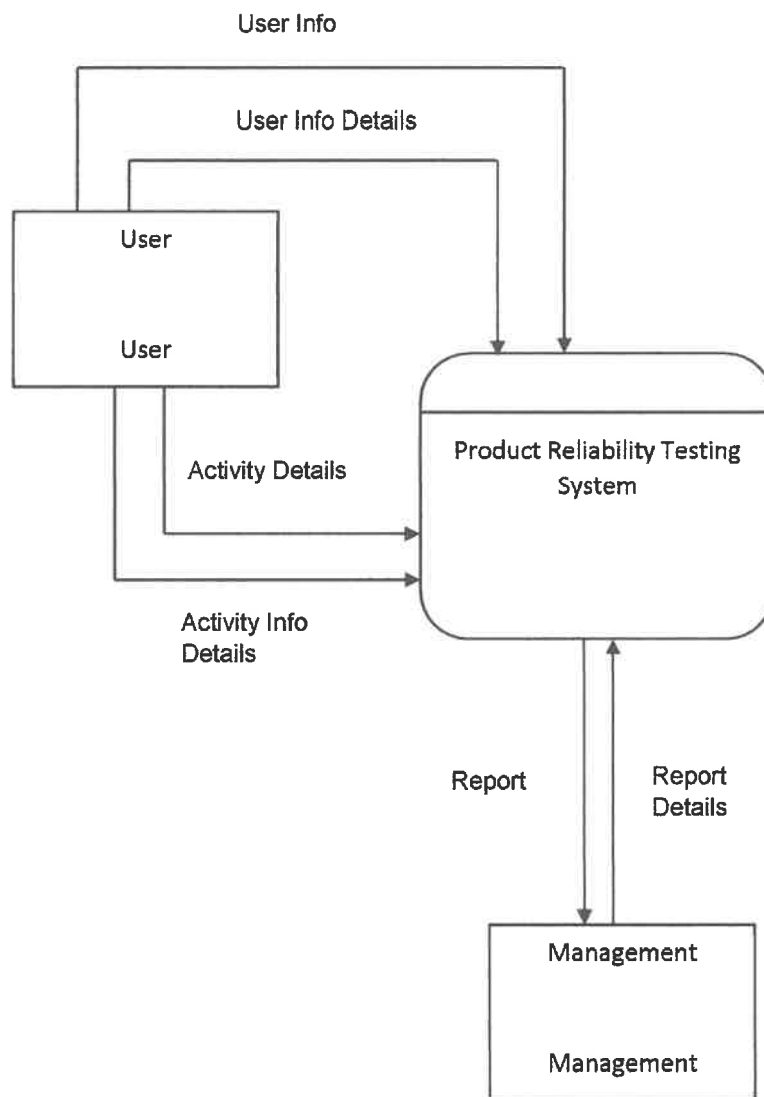 User Info
User Info Details
User
User
Activity Details
Product Reliability Testing
System
Activity Info
Details
Report
Report
Details
Management
Management